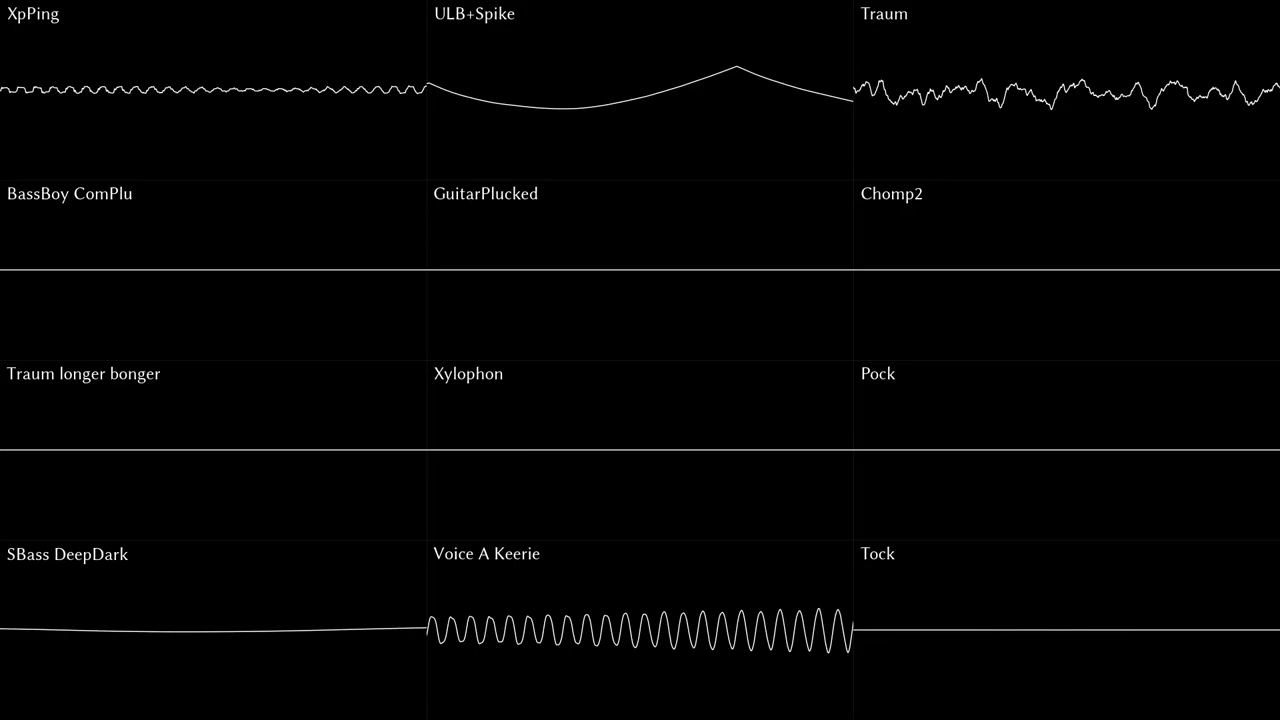 XpPing
ULB+Spike
Traum
BassBoy ComPlu
GuitarPlucked
Chomp2
Traum longer bonger
Xylophon
Pock
SBass DeepDark
Voice A Keerie
Tock